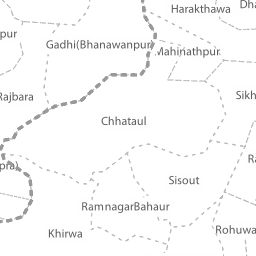 Harakthawa
Dha
pur
Gadhi(Bhanawanpur)
Mahinathpur
Rajbara
Sikh
Chhataul
Ra
pra)
Sisout
RamnagarBahaur
Khirwa
Rohuwa